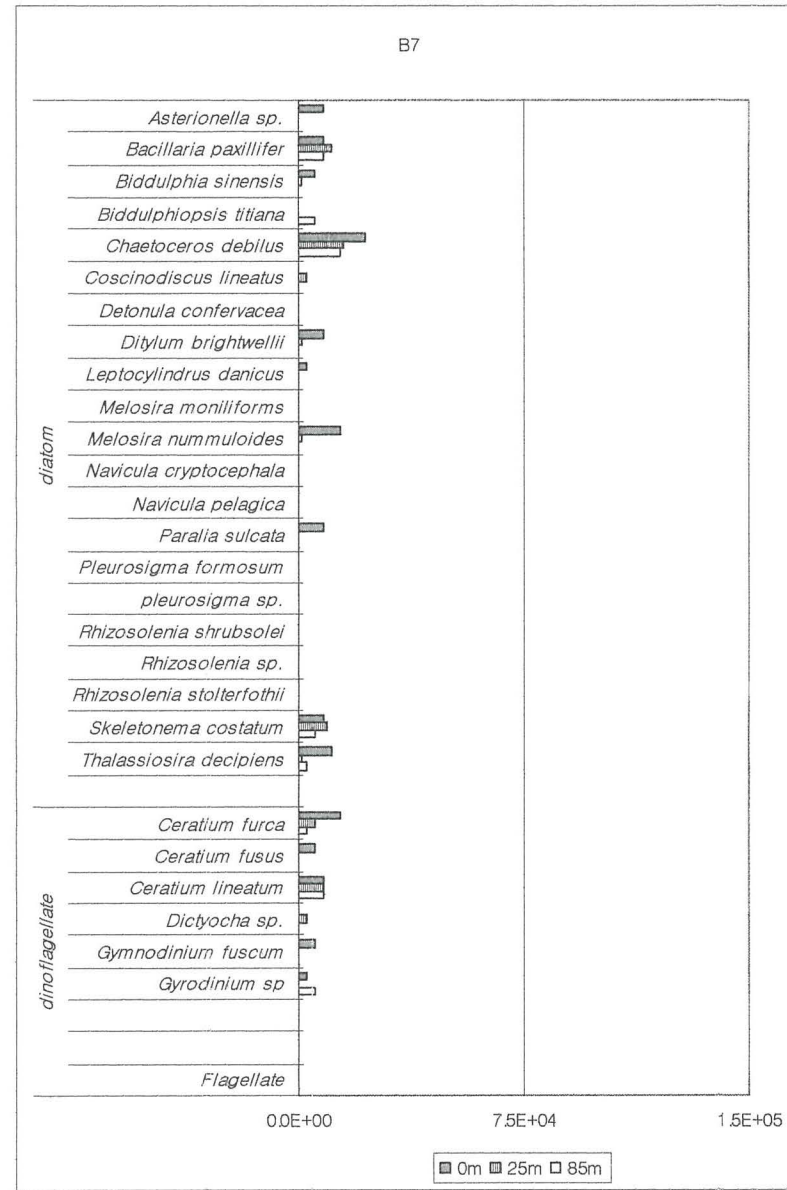 B7
diatom
Asterionella sp.
Bacillaria paxillifer
Biddulphia sinensis
Biddulphiopsis titiana
Chaetoceros debilus
Coscinodiscus lineatus
Detonula confervacea
Ditylum brightwellii
Leptocylindrus danicus
Melosira moniliforms
Melosira nummuloides
Navicula cryptocephala
Navicula pelagica
Paralia sulcata
Pleurosigma formosum
pleurosigma sp.
Rhizosolenia shrubsolei
Rhizosolenia sp.
Rhizosolenia stolterfothii
Skeletonema costatum
Thalassiosira decipiens
dinoflagellate
Ceratium furca
Ceratium fusus
Ceratium lineatum
Dictyocha sp.
Gymnodinium fuscum
Gyrodinium sp
Flagellate
0.0E+00 7.5E+04 1.5E+05
0m 25m 85m